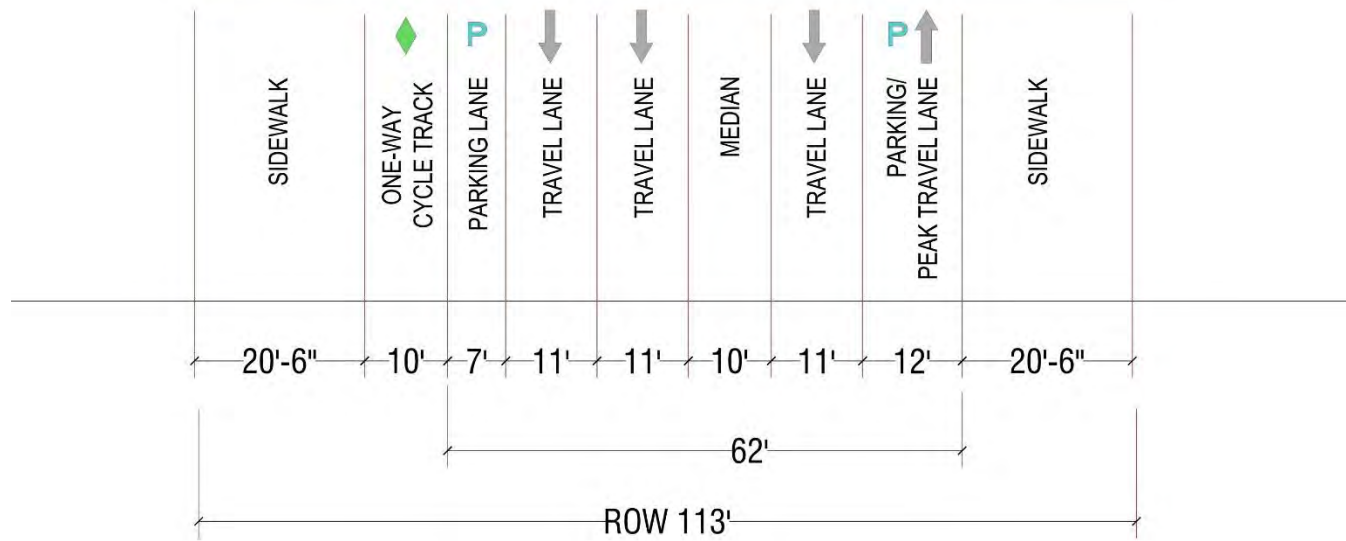 P
P
SIDEWALK
ONE-WAY
CYCLE TRACK
PARKING LANE
TRAVEL LANE
TRAVEL LANE
MEDIAN
TRAVEL LANE
PARKING/
PEAK TRAVEL LANE
SIDEWALK
20'-6"
10'
7'
11'
11'
10'
11'
12'
20'-6"
62'
ROW 113'